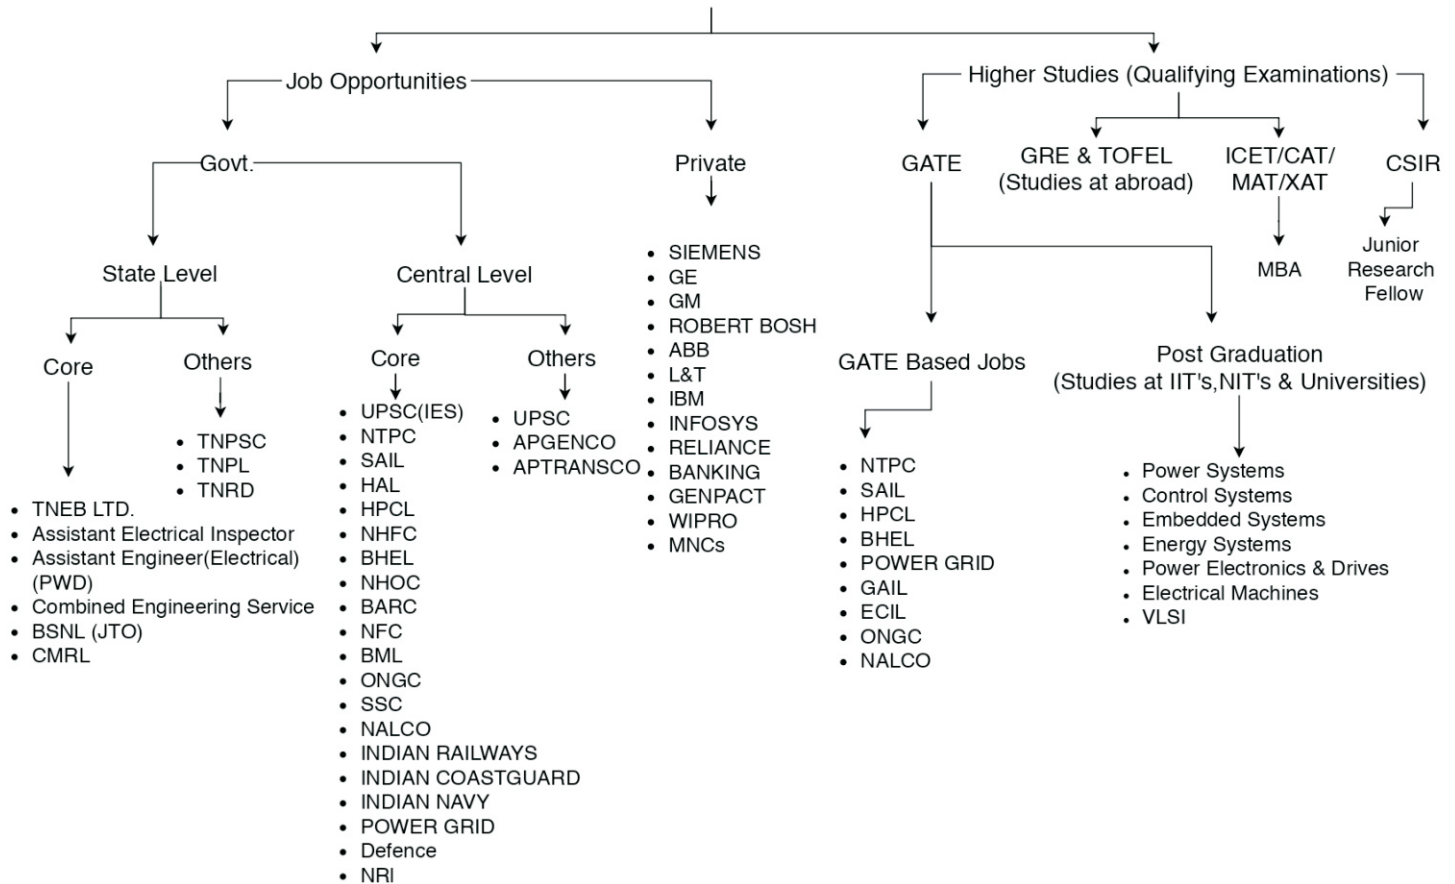 Job Opportunities
Higher Studies (Qualifying Examinations)
Govt.
Private
GATE
GRE & TOFEL
(Studies at abroad)
ICET/CAT/
MAT/XAT
CSIR
MBA
Junior
Research
Fellow
State Level
Central Level
Core
Others
Core
Others
• TNEB LTD.
• Assistant Electrical Inspector
• Assistant Engineer(Electrical)
(PWD)
• Combined Engineering Service
• BSNL (JTO)
• CMRL
• TNPSC
• TNPL
• TNRD
• UPSC(IES)
• NTPC
• SAIL
• HAL
• HPCL
• NHFC
• BHEL
• NHOC
• BARC
• NFC
• BML
• ONGC
• SSC
• NALCO
• INDIAN RAILWAYS
• INDIAN COASTGUARD
• INDIAN NAVY
• POWER GRID
• Defence
• NRI
• UPSC
• APGENCO
• APTRANSCO
• SIEMENS
• GE
• GM
• ROBERT BOSH
• ABB
• L&T
• IBM
• INFOSYS
• RELIANCE
• BANKING
• GENPACT
• WIPRO
• MNCs
GATE Based Jobs
• NTPC
• SAIL
• HPCL
• BHEL
• POWER GRID
• GAIL
• ECIL
• ONGC
• NALCO
Post Graduation
(Studies at IIT's,NIT's & Universities)
• Power Systems
• Control Systems
• Embedded Systems
• Energy Systems
• Power Electronics & Drives
• Electrical Machines
• VLSI